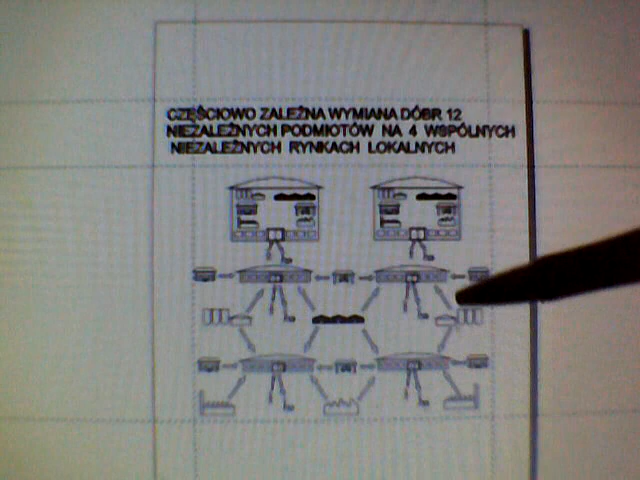 CZĘŚCIOWO ZALEŻNA WYMIANA DÓBR 12
NIEZALEŻNYCH PODMIOTÓW NA 4 WSPÓLNYCH
NIEZALEŻNYCH RYNKACH LOKALNYCH